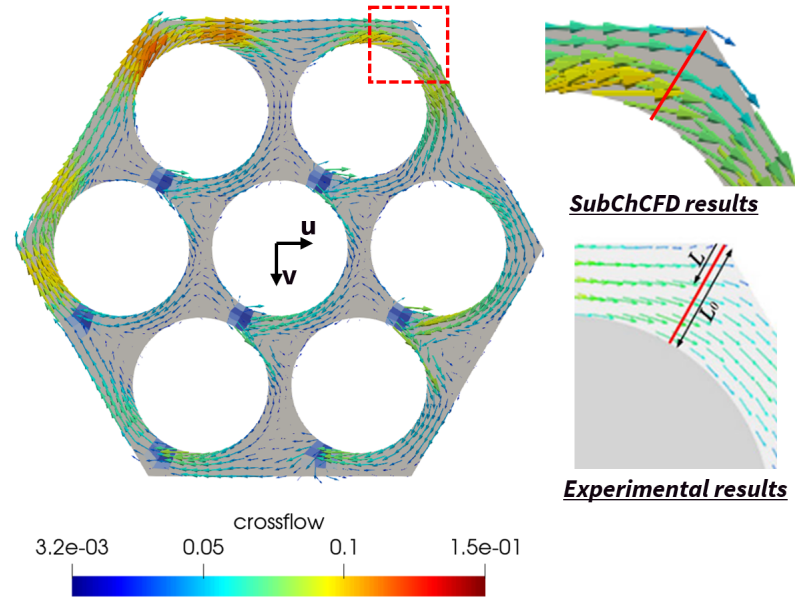 u
v
SubChCFD results
L
L₀
Experimental results
crossflow
3.2e-03 0.05 0.1 1.5e-01